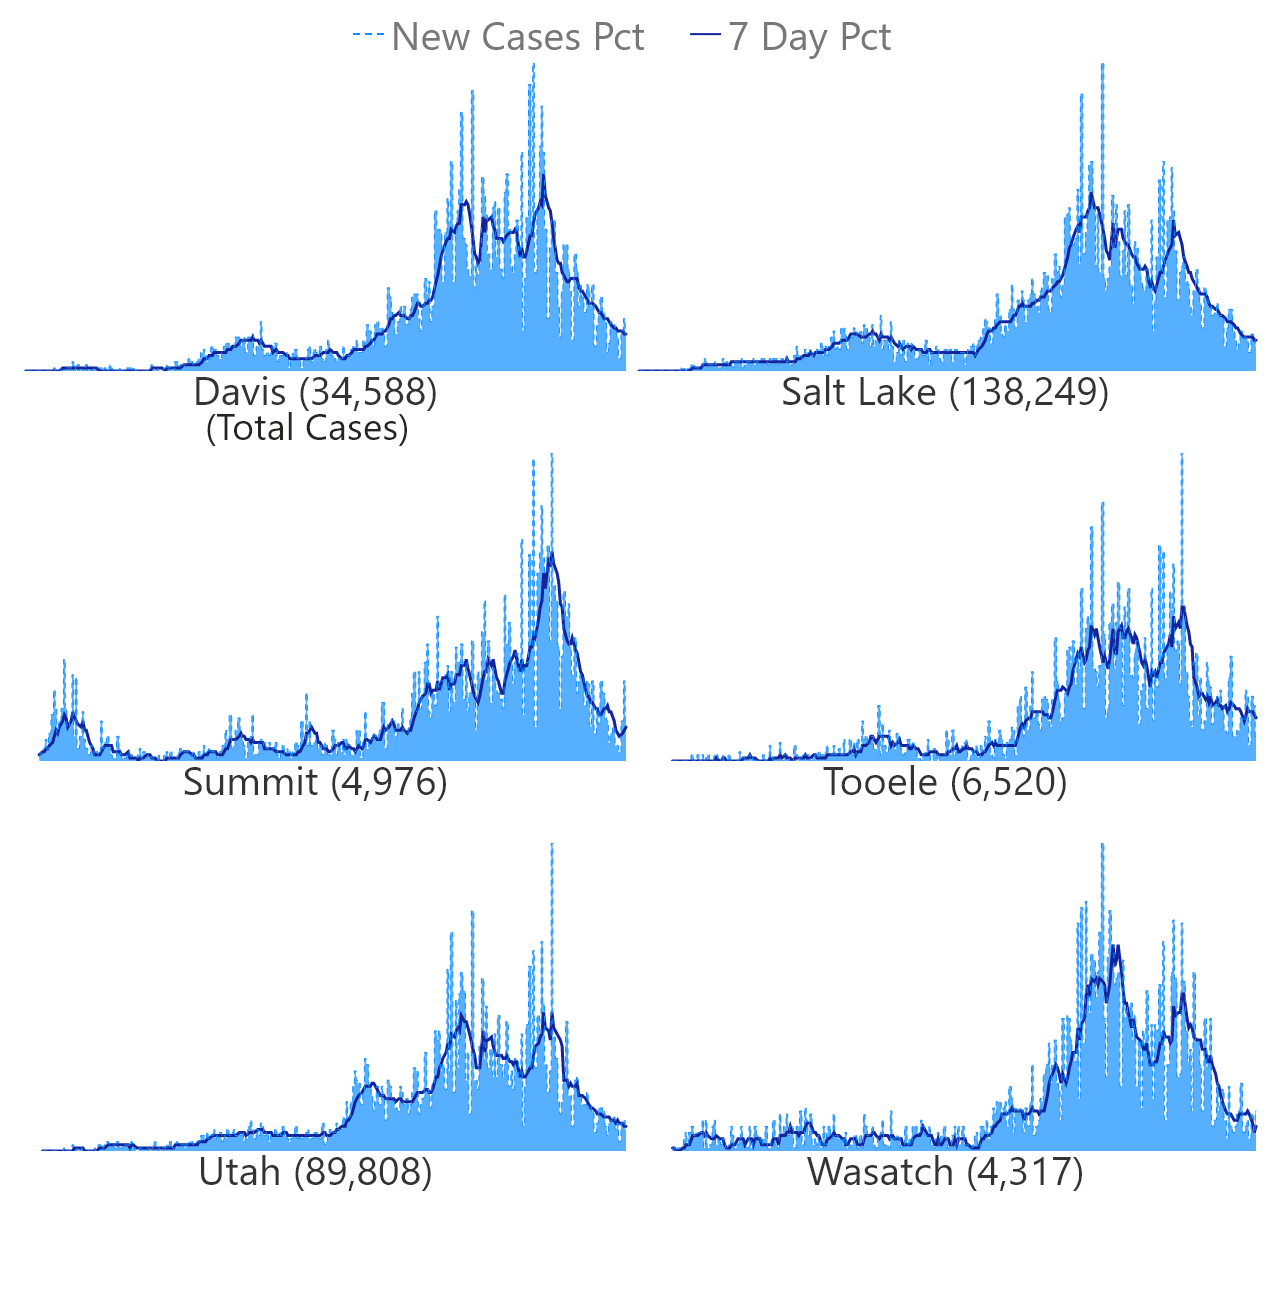 New Cases Pct 7 Day Pct
Davis (34,588) Salt Lake (138,249)
(Total Cases)
Summit (4,976) Tooele (6,520)
Utah (89,808) Wasatch (4,317)